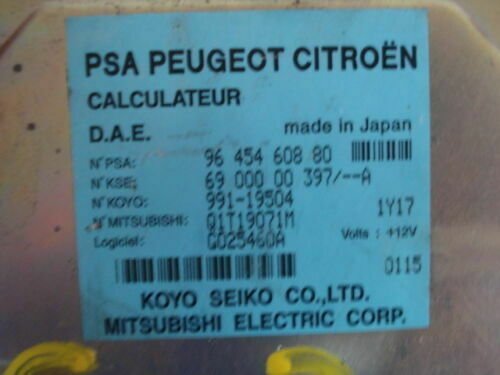 PSA PEUGEOT CITROËN
CALCULATEUR
D.A.E. made in Japan
N°PSA: 96 454 608 80
N°KSE: 69 000 00 397/--A
N°KOYO: 991-19504
N°MITSUBISHI: Q1T19071M 1Y17
Logiciel: G025460A Volts : +12V
0115
KOYO SEIKO CO.,LTD.
MITSUBISHI ELECTRIC CORP.